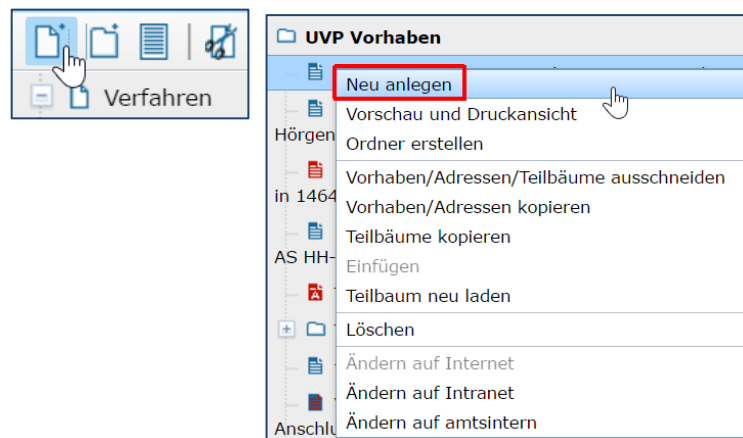 Verfahren
UVP Vorhaben
Neu anlegen
Vorschau und Druckansicht
Hörgen
Ordner erstellen
Vorhaben/Adressen/Teilbäume ausschneiden
in 1464
Vorhaben/Adressen kopieren
Teilbäume kopieren
AS HH-
Einfügen
Teilbaum neu laden
Löschen
Ändern auf Internet
Ändern auf Intranet
Ändern auf amtsintern
Anschlu